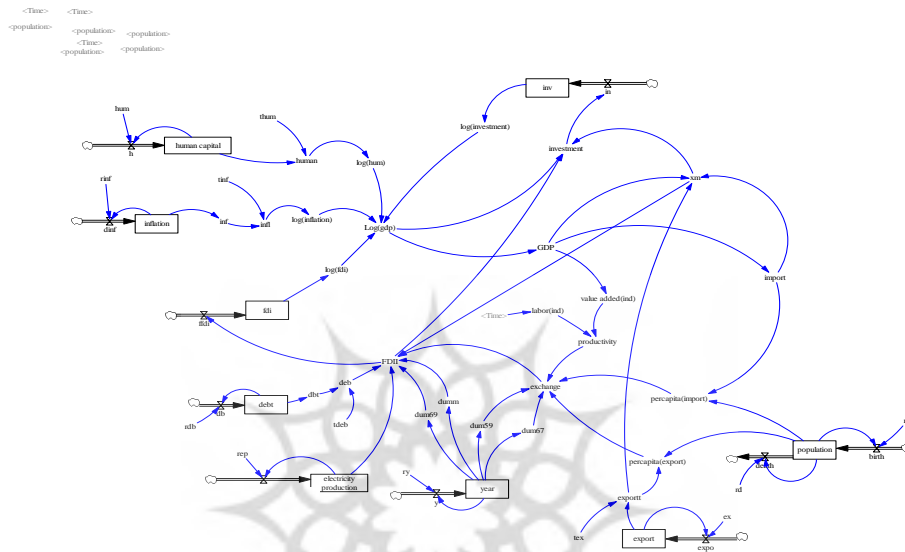 <Time> <Time>
<population> <population> <population>
<Time>
<population> <population>
inv
in
hum
thum
log(investment)
human capital
h
human
log(hum)
investment
xm
rinf
tinf
inflation
dinf
inf
infl
log(inflation)
Log(gdp)
GDP
log(fdi)
import
value added(ind)
fdi
ffdi
<Time>
labor(ind)
productivity
FDII
deb
exchange
dbt
debt
db
rdb
tdeb
dumm
dum69
dum59
dum67
percapita(import)
population
birth
death
rd
percapita(export)
rep
electricity
production
ry
year
y
exportt
tex
export
ex
expo